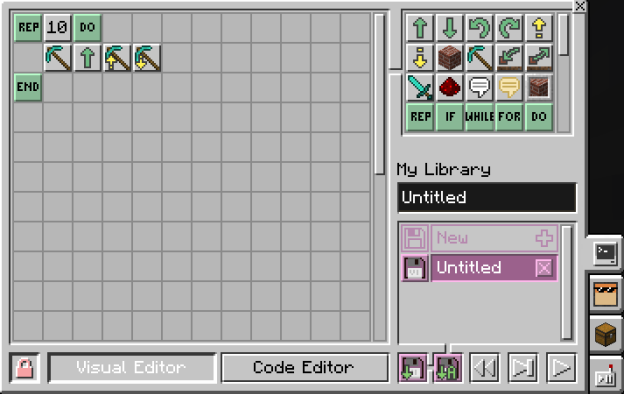 REP 10 DO
END
REP IF WHILE FOR DO
My Library
Untitled
New
Untitled
Visual Editor
Code Editor